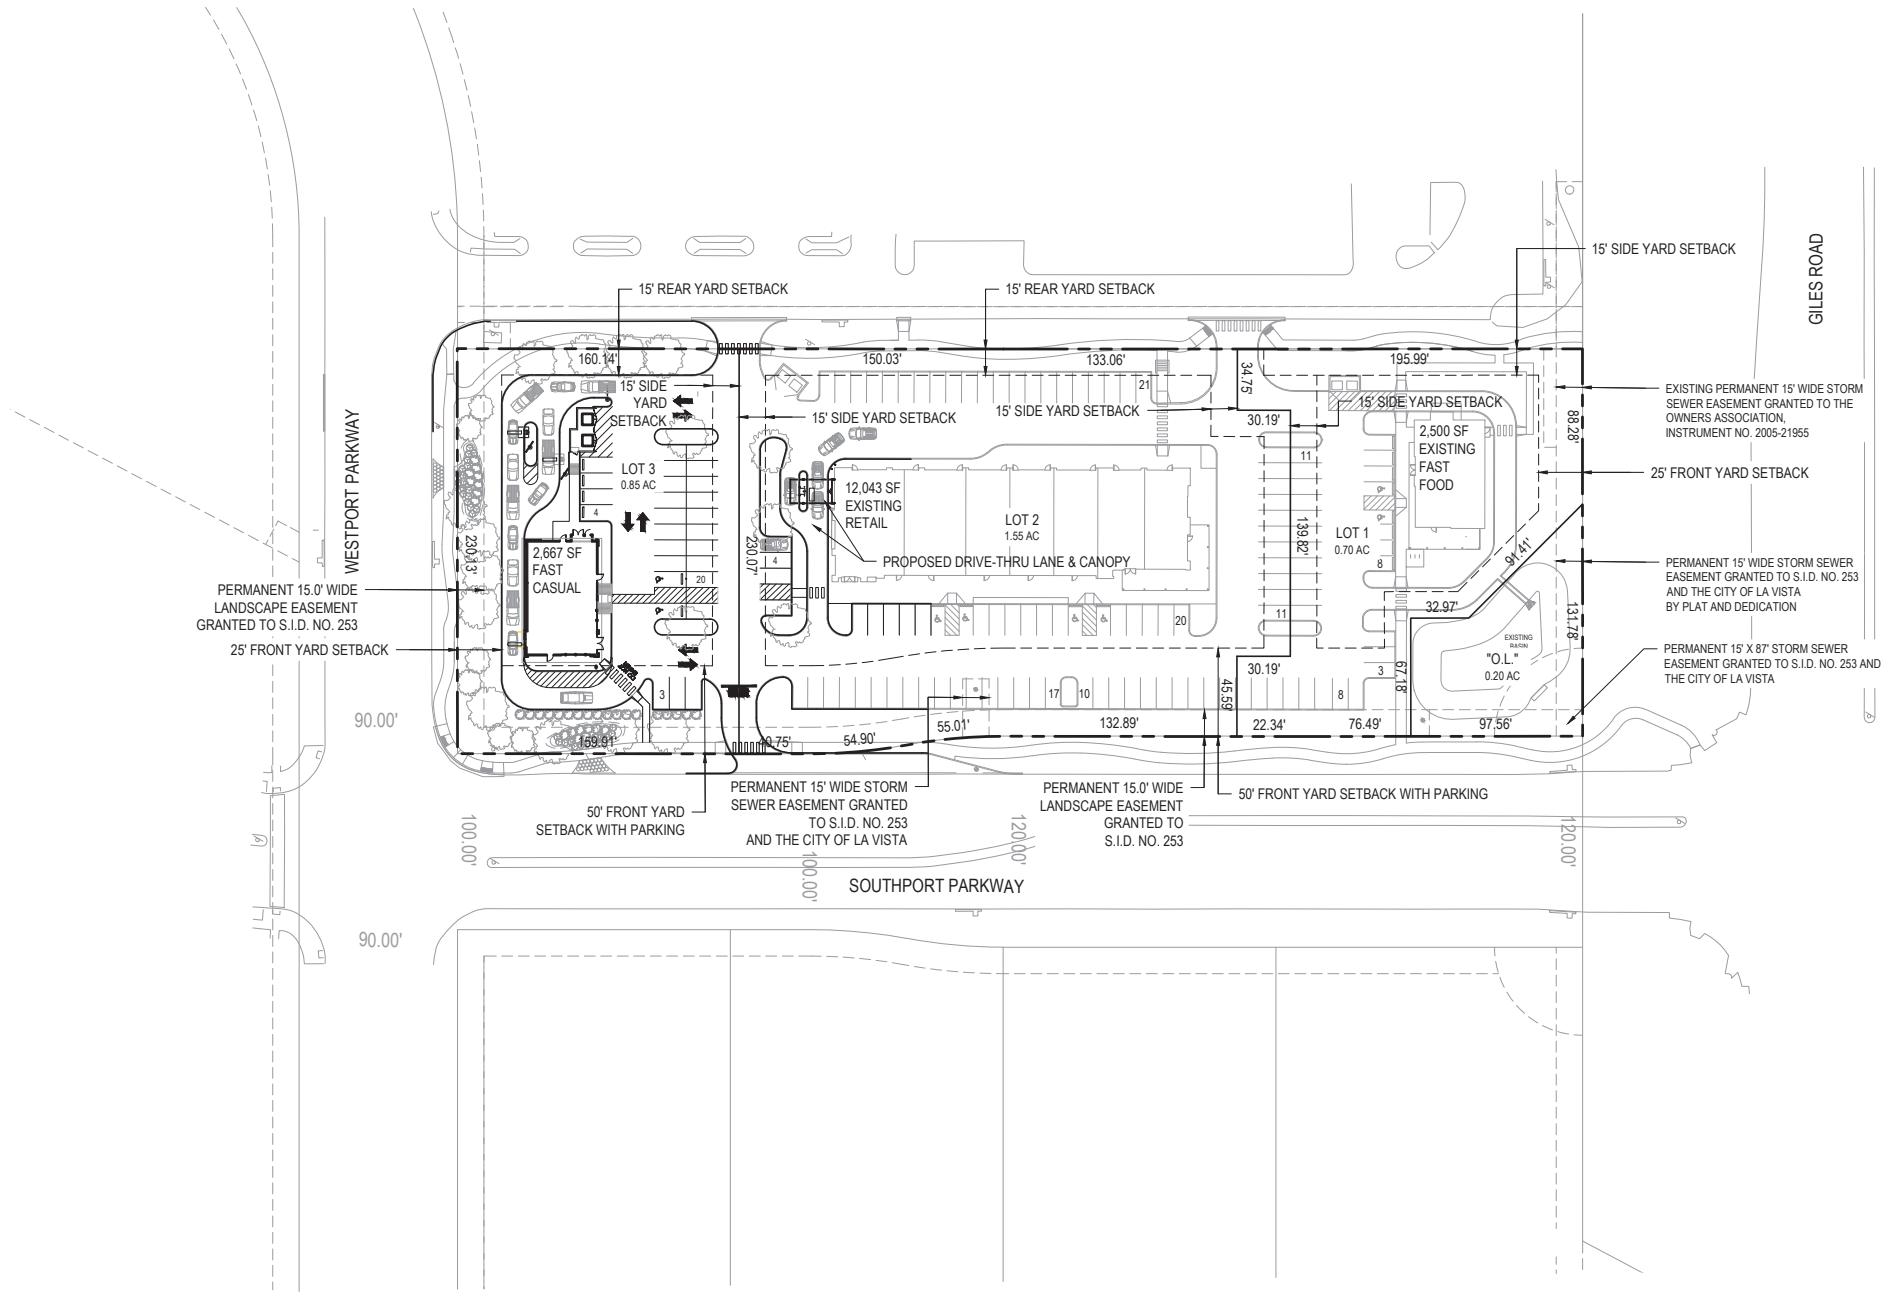 15' SIDE YARD SETBACK
GILES ROAD
15' REAR YARD SETBACK
15' REAR YARD SETBACK
160.14'
150.03'
133.06'
195.99'
34.75'
15' SIDE
YARD
SETBACK
21
15' SIDE YARD SETBACK
15' SIDE YARD SETBACK
15' SIDE YARD SETBACK
30.19'
EXISTING PERMANENT 15' WIDE STORM
SEWER EASEMENT GRANTED TO THE
OWNERS ASSOCIATION,
INSTRUMENT NO. 2005-21955
88.28'
WESTPORT PARKWAY
2,500 SF
EXISTING
FAST
FOOD
11
LOT 3
0.85 AC
25' FRONT YARD SETBACK
12,043 SF
EXISTING
RETAIL
4
LOT 2
1.55 AC
139.82'
LOT 1
0.70 AC
230.13'
230.07'
2,667 SF
FAST
CASUAL
4
PROPOSED DRIVE-THRU LANE & CANOPY
8
91.41'
20
PERMANENT 15' WIDE STORM SEWER
EASEMENT GRANTED TO S.I.D. NO. 253
AND THE CITY OF LA VISTA
BY PLAT AND DEDICATION
PERMANENT 15.0' WIDE
LANDSCAPE EASEMENT
GRANTED TO S.I.D. NO. 253
32.97'
131.78'
11
20
EXISTING
BASIN
25' FRONT YARD SETBACK
"O.L."
0.20 AC
PERMANENT 15' X 87' STORM SEWER
EASEMENT GRANTED TO S.I.D. NO. 253 AND
THE CITY OF LA VISTA
30.19'
3
67.18'
3
17
10
45.59'
8
90.00'
159.91'
54.90'
55.01'
132.89'
22.34'
76.49'
97.56'
PERMANENT 15' WIDE STORM
SEWER EASEMENT GRANTED
TO S.I.D. NO. 253
AND THE CITY OF LA VISTA
PERMANENT 15.0' WIDE
LANDSCAPE EASEMENT
GRANTED TO
S.I.D. NO. 253
50' FRONT YARD SETBACK WITH PARKING
50' FRONT YARD
SETBACK WITH PARKING
100.00'
120.00'
120.00'
100.00'
SOUTHPORT PARKWAY
90.00'